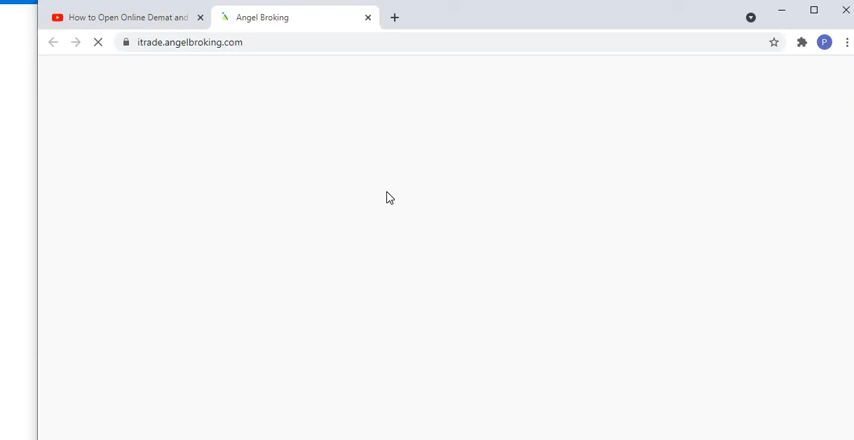 How to Open Online Demat and
Angel Broking
itrade.angelbroking.com
P